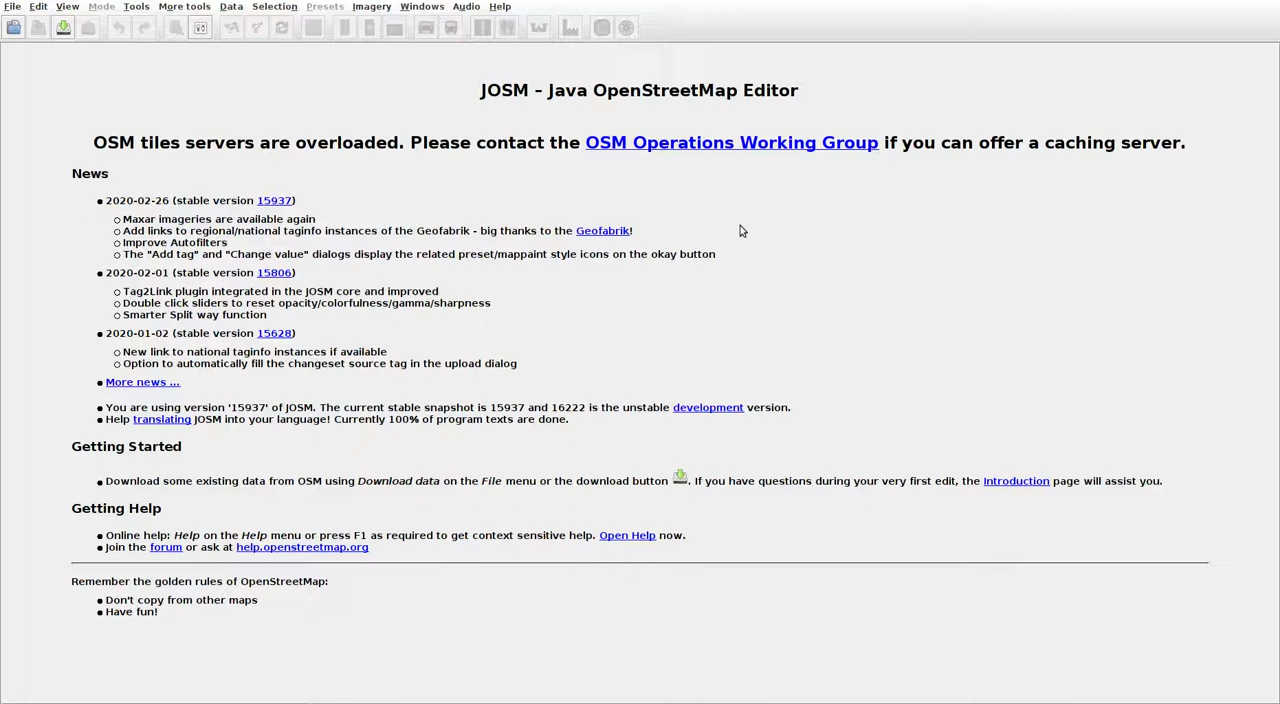 File Edit View Mode Tools More tools Data Selection Presets Imagery Windows Audio Help
JOSM – Java OpenStreetMap Editor
OSM tiles servers are overloaded. Please contact the OSM Operations Working Group if you can offer a caching server.
News
2020-02-26 (stable version 15937)
Maxar imageries are available again
Add links to regional/national taginfo instances of the Geofabrik - big thanks to the Geofabrik!
Improve Autofilters
The "Add tag" and "Change value" dialogs display the related preset/mappaint style icons on the okay button
2020-02-01 (stable version 15806)
Tag2Link plugin integrated in the JOSM core and improved
Double click sliders to reset opacity/colorfulness/gamma/sharpness
Smarter Split way function
2020-01-02 (stable version 15628)
New link to national taginfo instances if available
Option to automatically fill the changeset source tag in the upload dialog
More news ...
You are using version '15937' of JOSM. The current stable snapshot is 15937 and 16222 is the unstable development version.
Help translating JOSM into your language! Currently 100% of program texts are done.
Getting Started
Download some existing data from OSM using Download data on the File menu or the download button . If you have questions during your very first edit, the Introduction page will assist you.
Getting Help
Online help: Help on the Help menu or press F1 as required to get context sensitive help. Open Help now.
Join the forum or ask at help.openstreetmap.org
Remember the golden rules of OpenStreetMap:
Don't copy from other maps
Have fun!